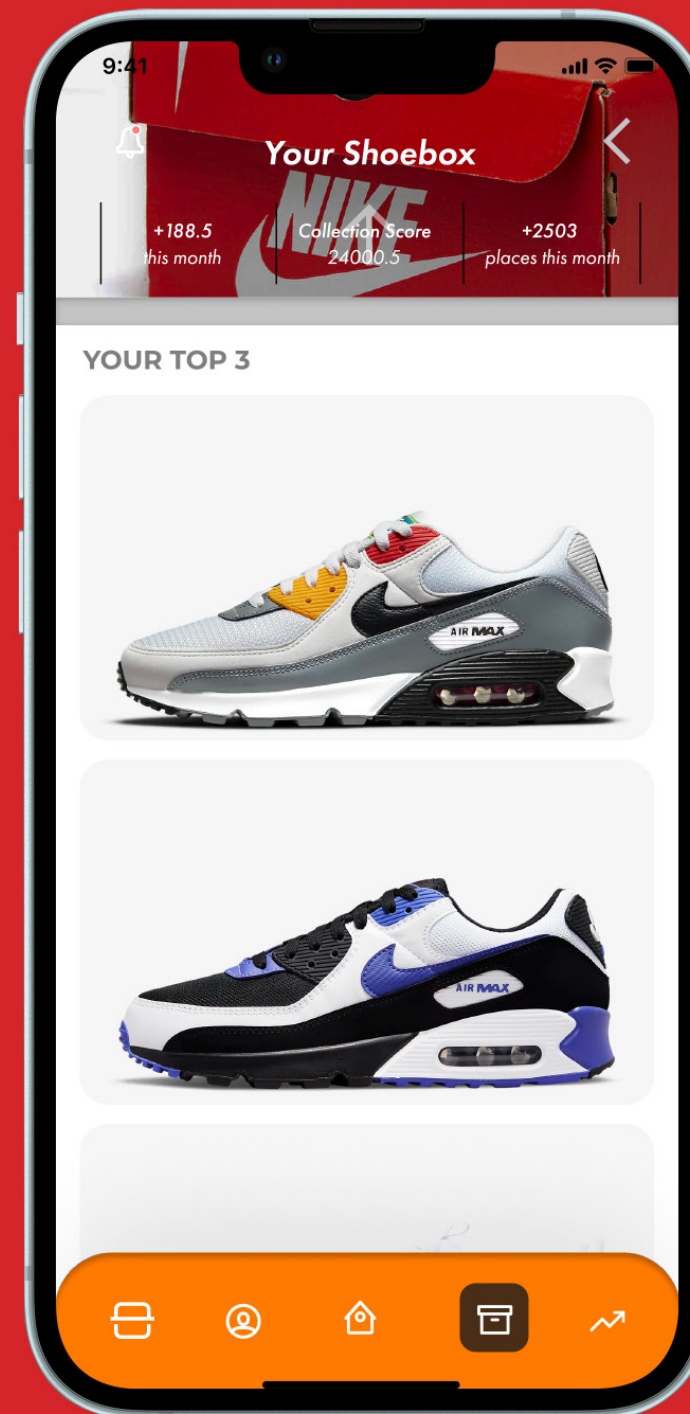 9:41
Your Shoebox
NIKE
+188.5
this month
Collection Score
24000.5
+2503
places this month
YOUR TOP 3
AIR MAX
AIR MAX